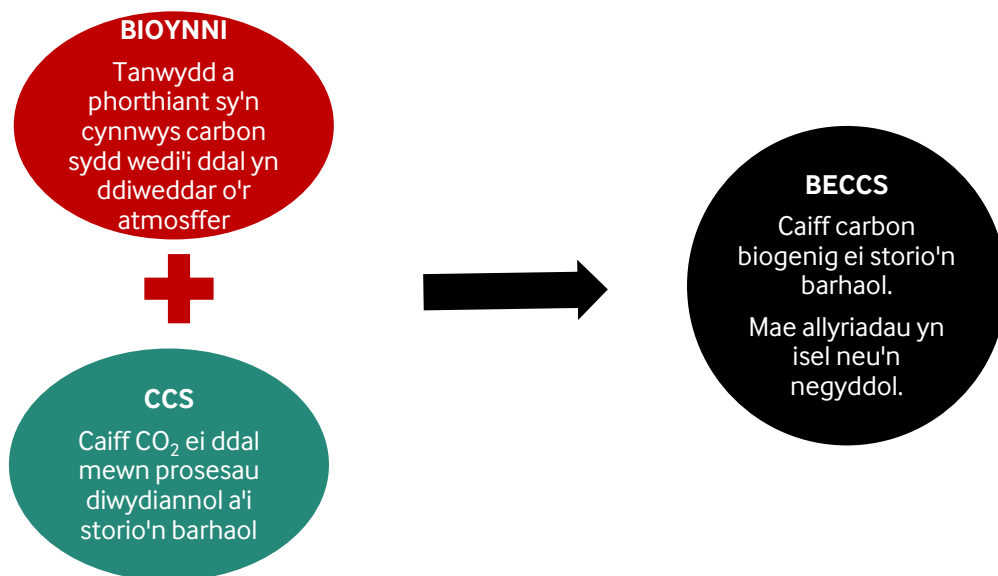 BIOYNNI
Tanwydd a
phorthiant sy'n
cynnwys carbon
sydd wedi'i ddal yn
ddiweddar o'r
atmosffer
CCS
Caiff CO₂ ei ddal
mewn prosesau
diwydiannol a'i
storio'n barhaol
BECCS
Caiff carbon
biogenig ei storio'n
barhaol.
Mae allyriadau yn
isel neu'n
negyddol.